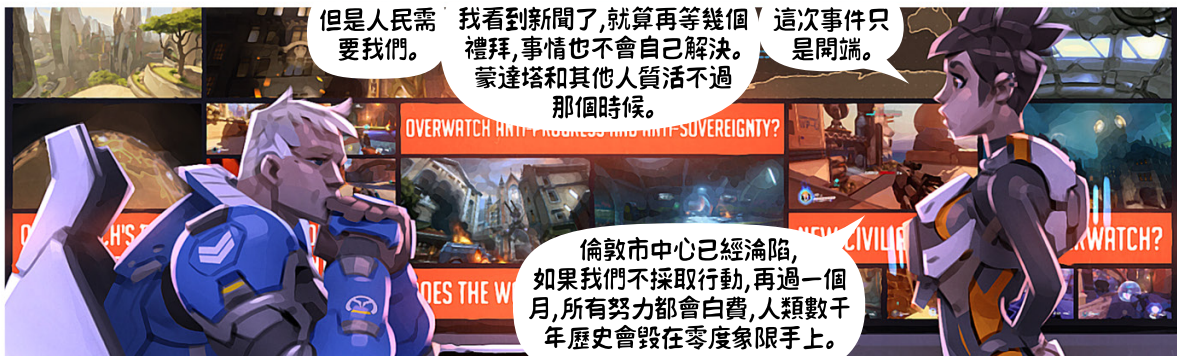 但是人民需
要我們。
我看到新聞了,就算再等幾個
禮拜,事情也不會自己解決。
蒙達塔和其他人質活不過
那個時候。
這次事件只
是開端。
OVERWATCH ANTI-PROGRESS AND ANTI-SOVEREIGNTY?
NEW CIVILI
RWATCH?
倫敦市中心已經淪陷,
如果我們不採取行動,再過一個
月,所有努力都會白費,人類數千
年歷史會毀在零度象限手上。
OES THE WO